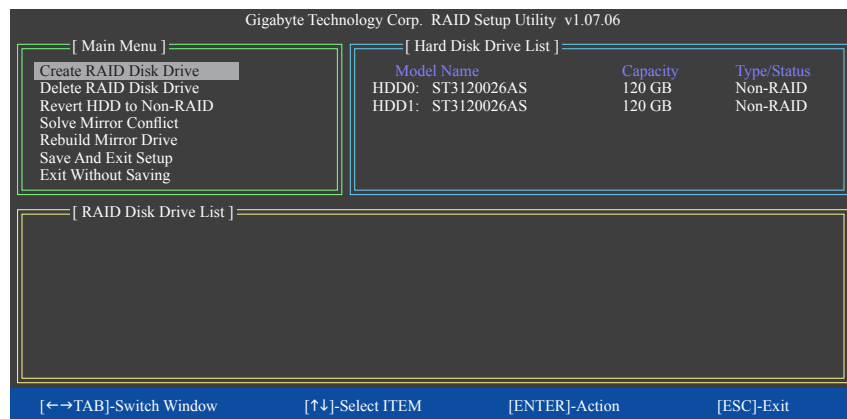 Gigabyte Technology Corp. RAID Setup Utility v1.07.06
[ Main Menu ]
Create RAID Disk Drive
Delete RAID Disk Drive
Revert HDD to Non-RAID
Solve Mirror Conflict
Rebuild Mirror Drive
Save And Exit Setup
Exit Without Saving
[ Hard Disk Drive List ]
Model Name Capacity Type/Status
HDD0: ST3120026AS 120 GB Non-RAID
HDD1: ST3120026AS 120 GB Non-RAID
[ RAID Disk Drive List ]
[←→TAB]-Switch Window [↑↓]-Select ITEM [ENTER]-Action [ESC]-Exit